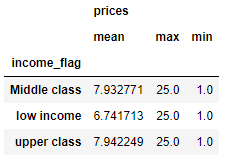 prices
mean max min
income_flag
Middle class 7.932771 25.0 1.0
low income 6.741713 25.0 1.0
upper class 7.942249 25.0 1.0